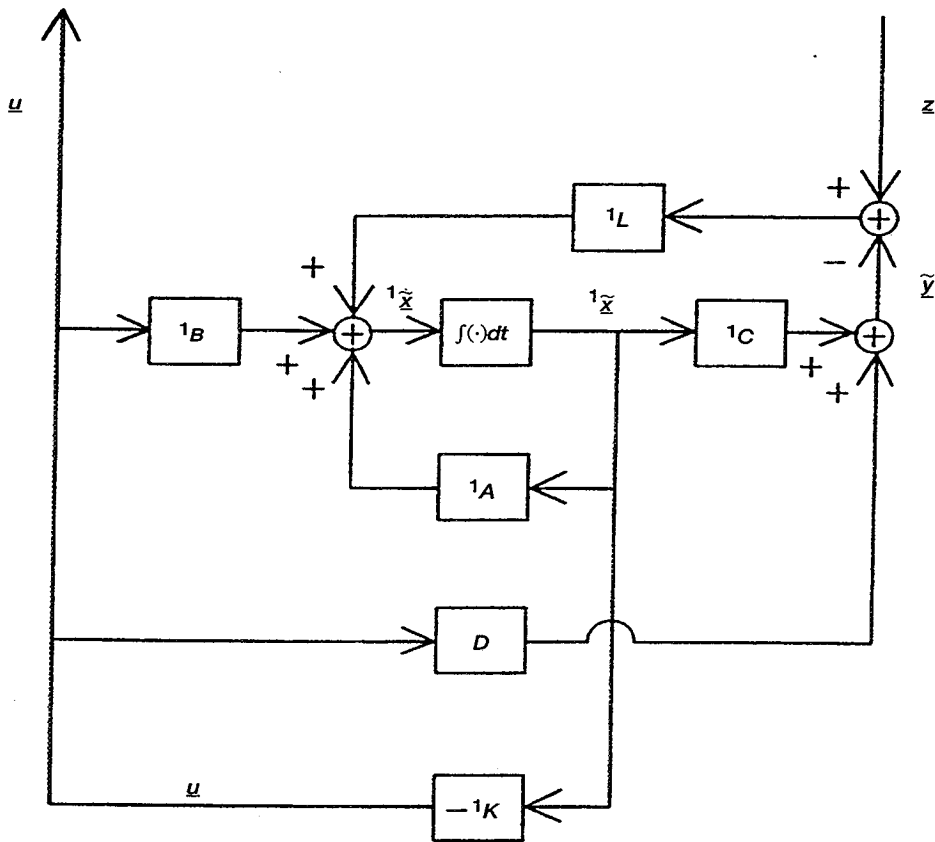 u
z
+
¹L
+
+
−
ỹ
¹B
+
+
+
¹x̃̇
∫(·)dt
¹x̃
¹C
+
+
+
¹A
D
u
−¹K